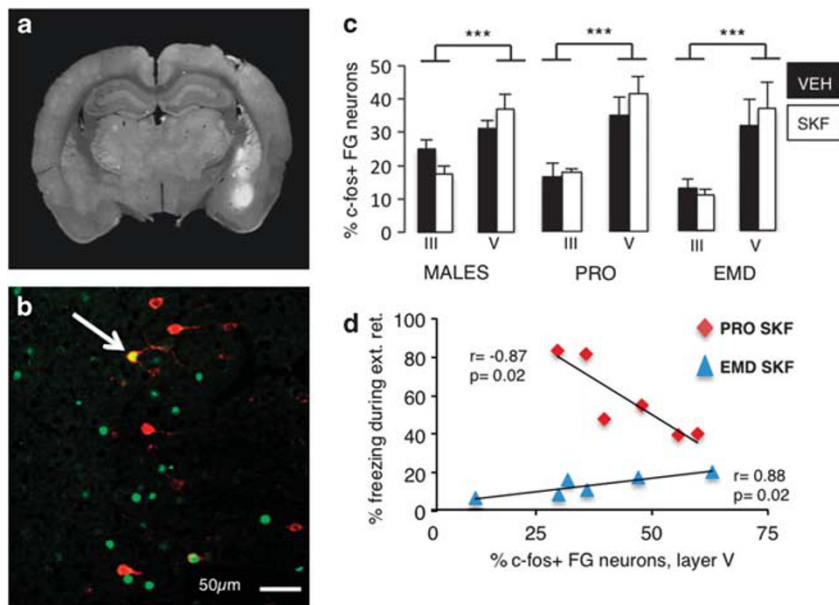 a
b
50µm
c
% c-fos+ FG neurons
50
40
30
20
10
0
*** *** ***
VEH
SKF
III V III V III V
MALES PRO EMD
d
% freezing during ext. ret.
100
80
60
40
20
0
r= -0.87
p= 0.02
PRO SKF
EMD SKF
r= 0.88
p= 0.02
0 25 50 75
% c-fos+ FG neurons, layer V